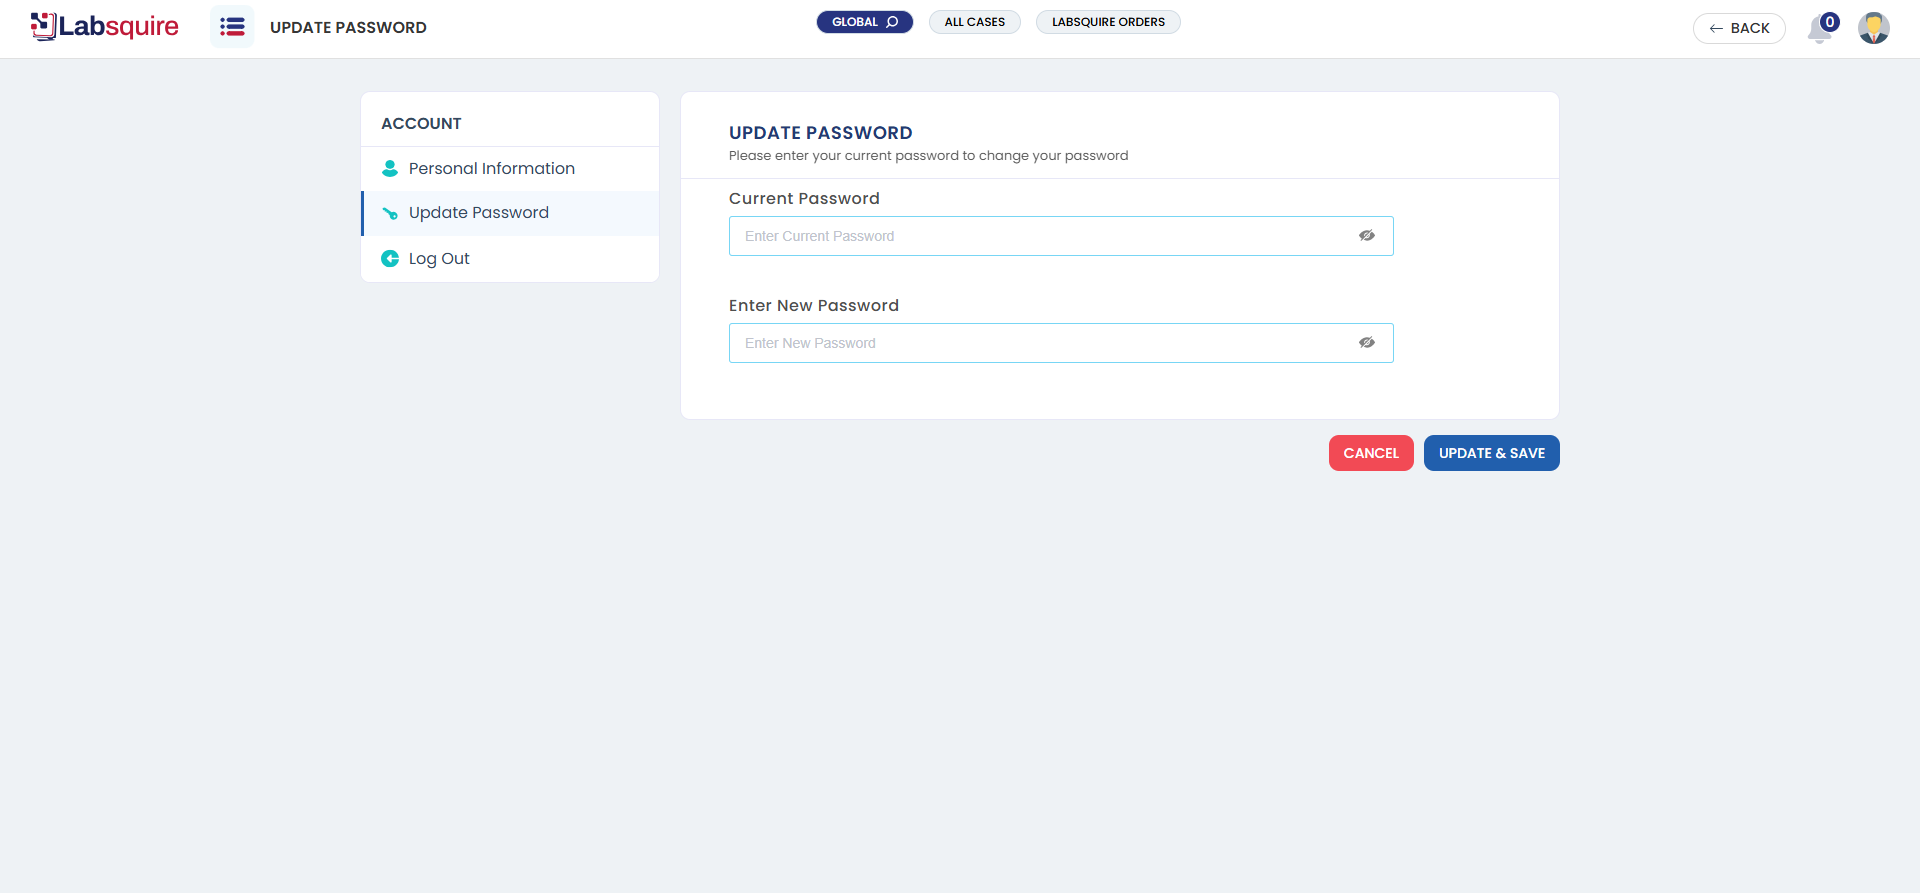 Labsquire
UPDATE PASSWORD
GLOBAL
ALL CASES
LABSQUIRE ORDERS
BACK
0
ACCOUNT
Personal Information
Update Password
Log Out
UPDATE PASSWORD
Please enter your current password to change your password
Current Password
Enter Current Password
Enter New Password
Enter New Password
CANCEL
UPDATE & SAVE